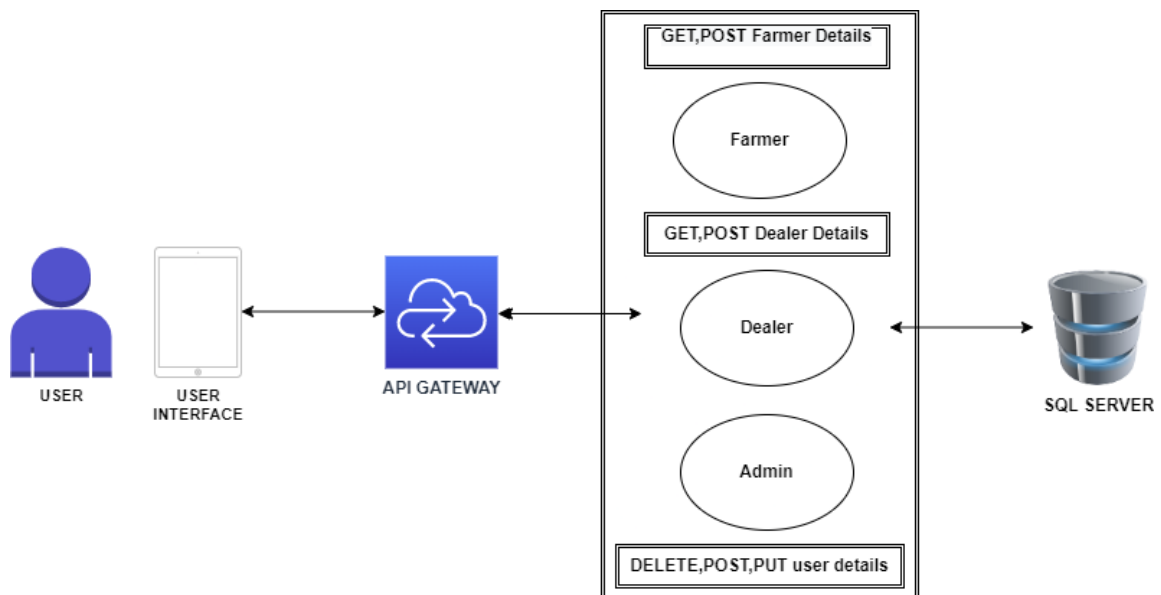 GET,POST Farmer Details
Farmer
GET,POST Dealer Details
Dealer
Admin
DELETE,POST,PUT user details
USER
USER
INTERFACE
API GATEWAY
SQL SERVER